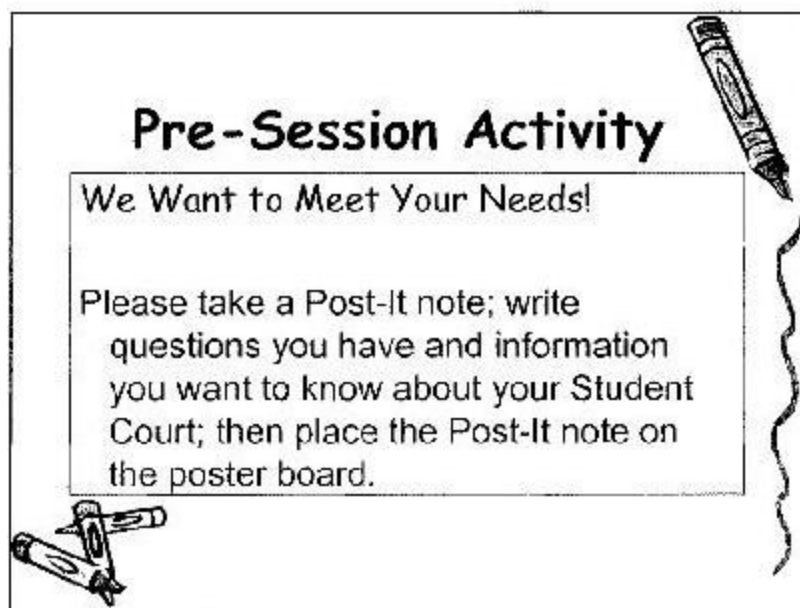 Pre-Session Activity
We Want to Meet Your Needs!
Please take a Post-It note; write
questions you have and information
you want to know about your Student
Court; then place the Post-It note on
the poster board.